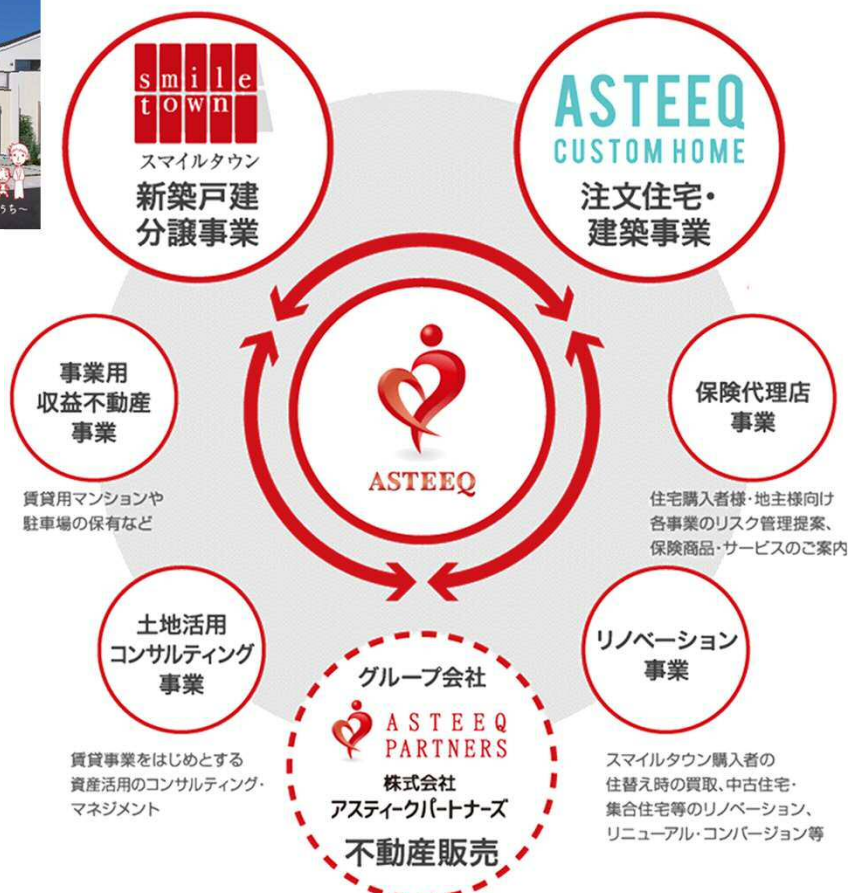 smile
town
スマイルタウン
新築戸建
分譲事業
ASTEEQ
CUSTOM HOME
注文住宅・
建築事業
うち～
事業用
収益不動産
事業
賃貸用マンションや
駐車場の保有など
ASTEEQ
保険代理店
事業
住宅購入者様・地主様向け
各事業のリスク管理提案、
保険商品・サービスのご案内
土地活用
コンサルティング
事業
賃貸事業をはじめとする
資産活用のコンサルティング・
マネジメント
グループ会社
ASTEEQ
PARTNERS
株式会社
アスティークパートナーズ
不動産販売
リノベーション
事業
スマイルタウン購入者の
住替え時の買取、中古住宅・
集合住宅等のリノベーション、
リニューアル・コンバージョン等